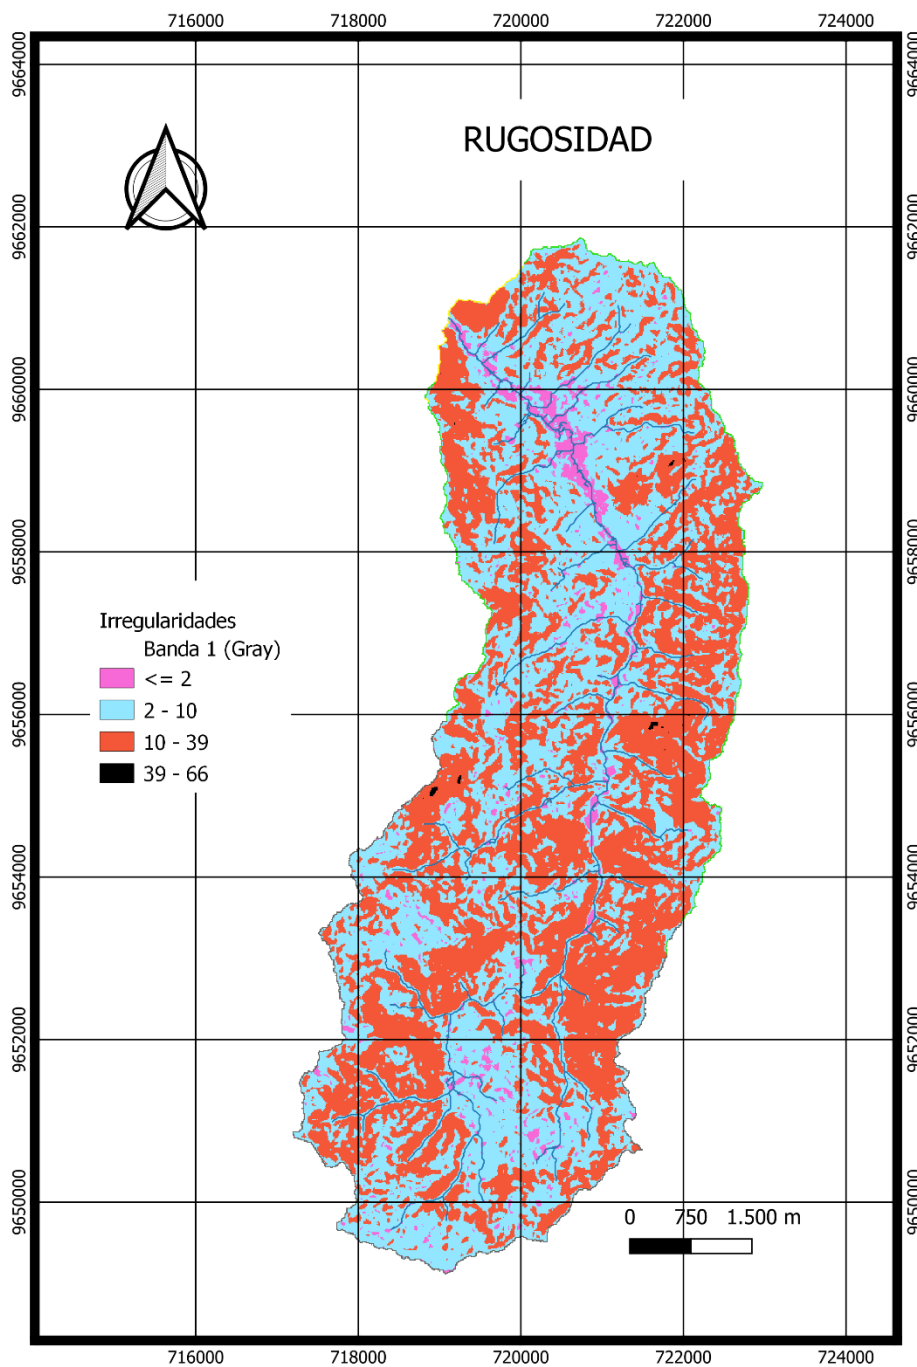 716000 718000 720000 722000 724000
9664000 9664000
RUGOSIDAD
9662000 9662000
9660000 9660000
9658000 9658000
Irregularidades
Banda 1 (Gray)
<= 2
2 - 10
10 - 39
39 - 66
9656000 9656000
9654000 9654000
9652000 9652000
9650000 9650000
0 750 1.500 m
716000 718000 720000 722000 724000